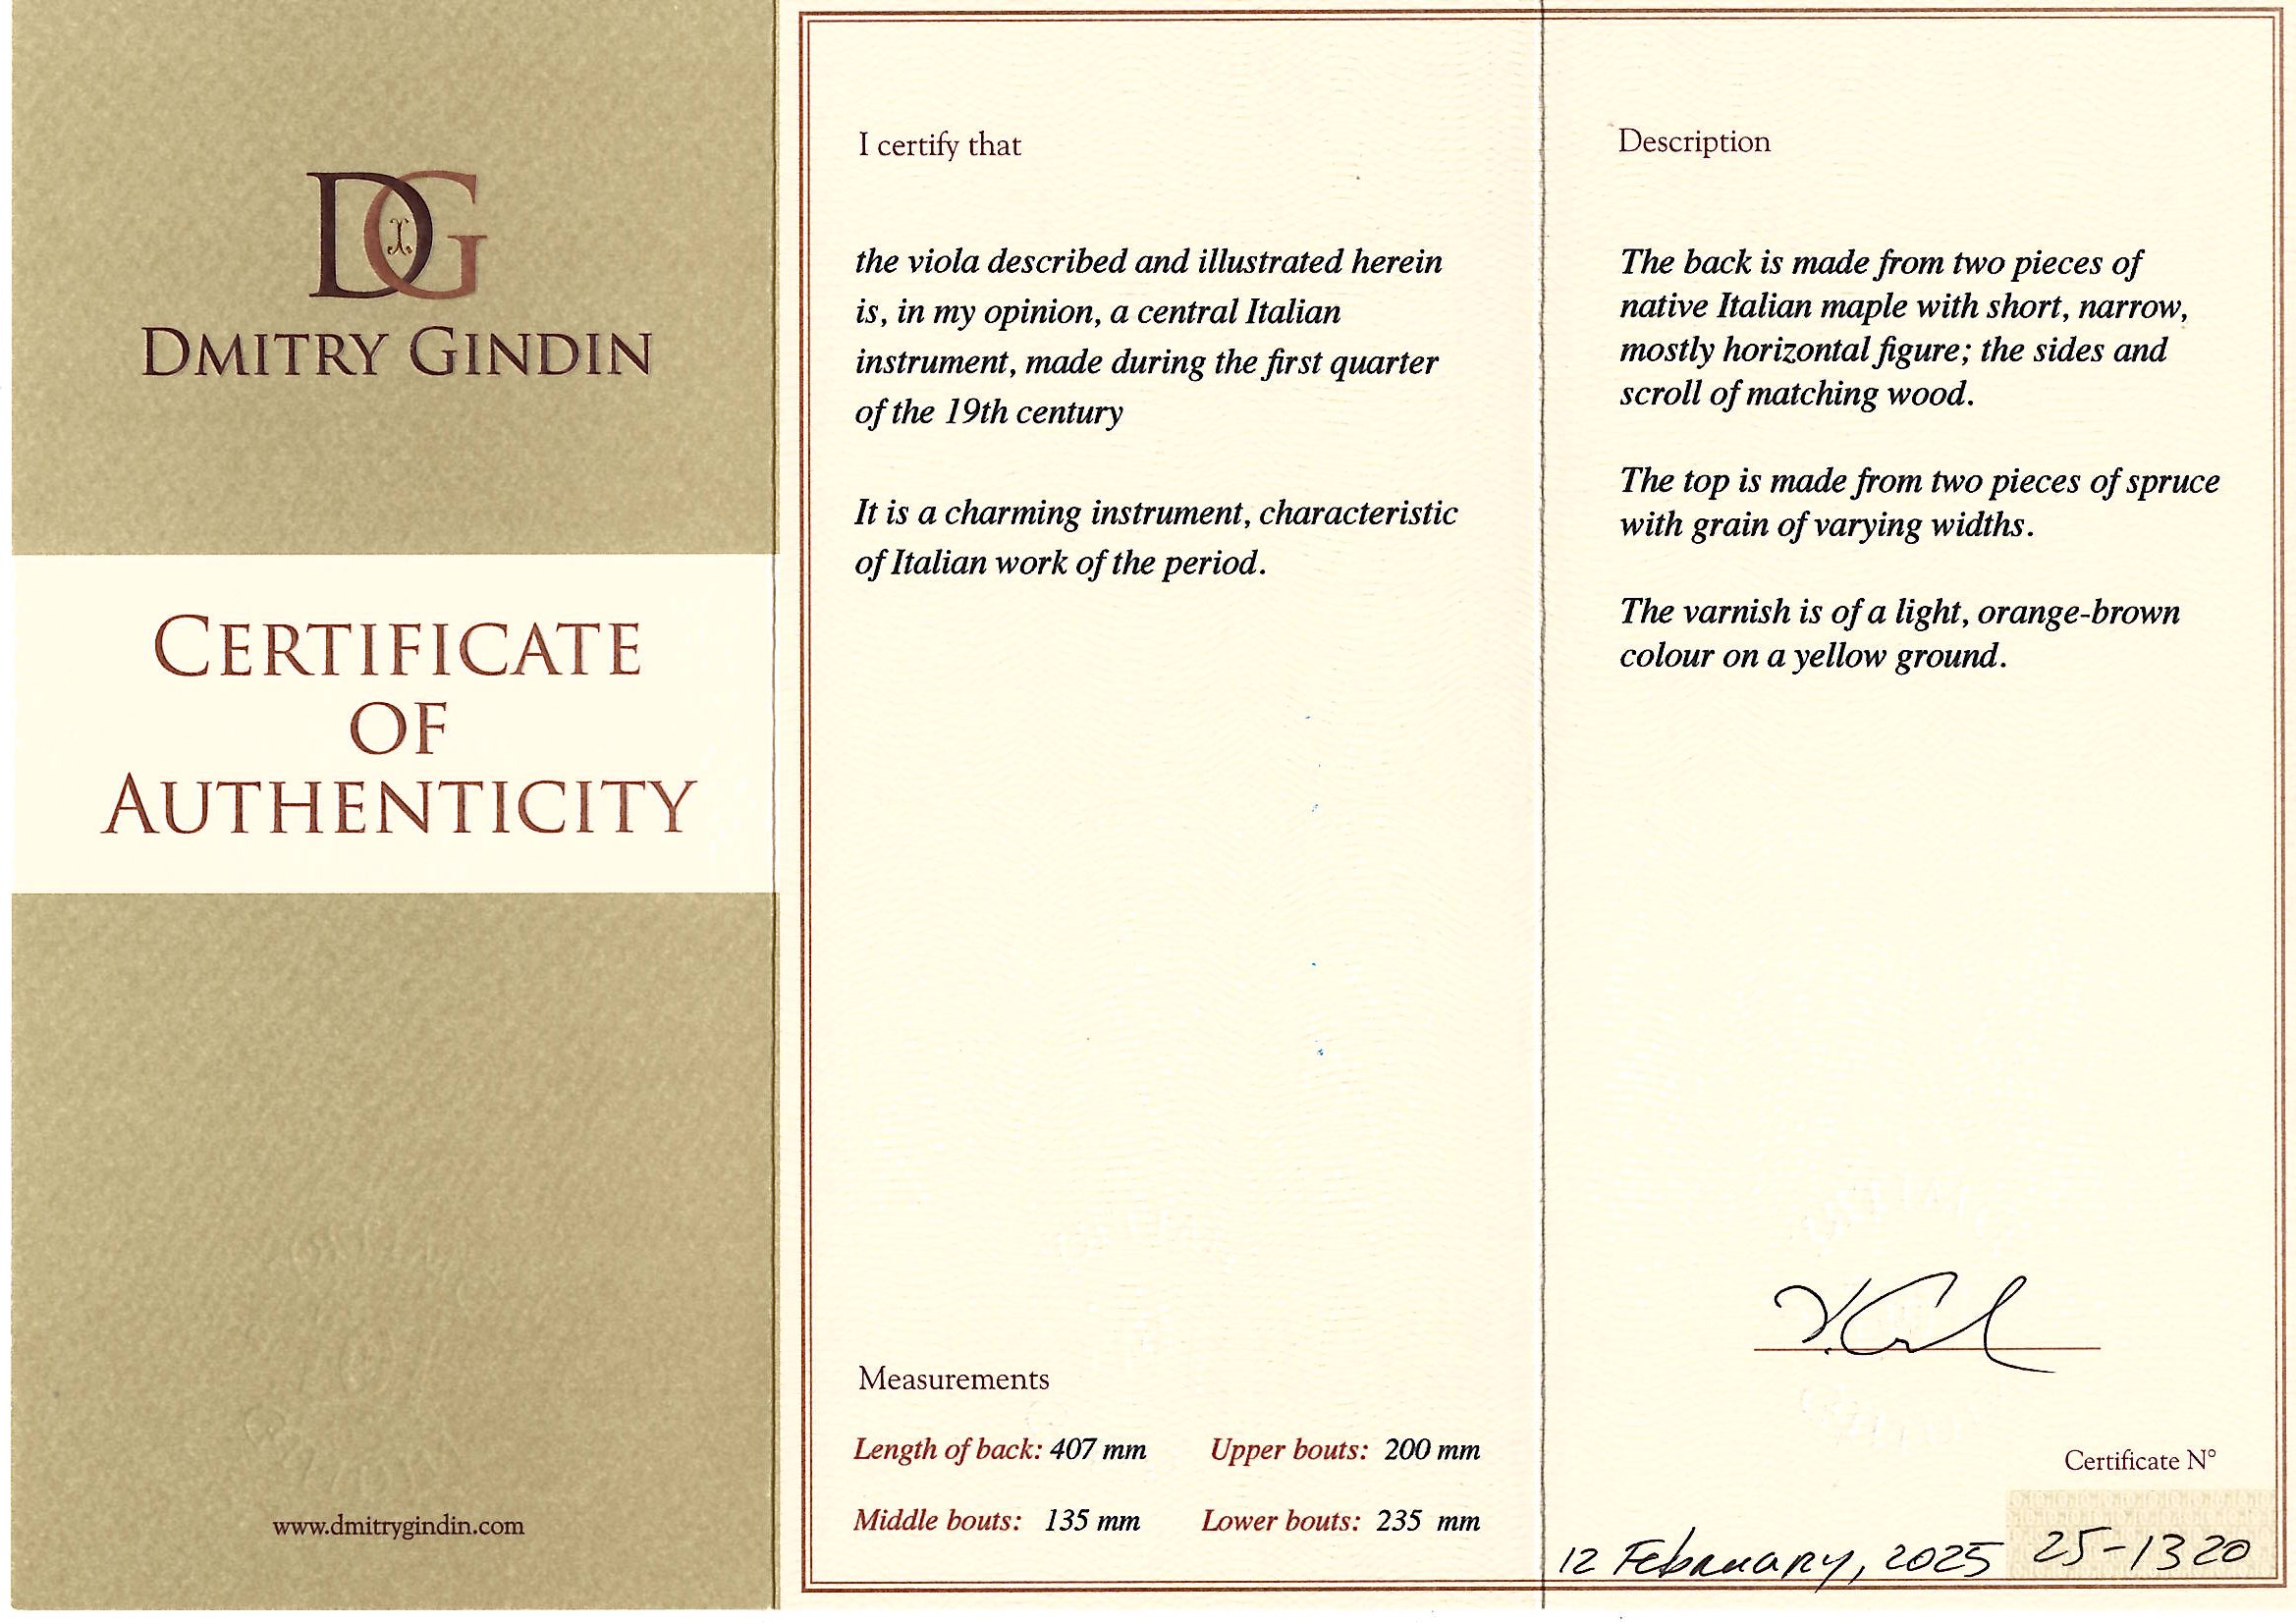 DG
DMITRY GINDIN
CERTIFICATE
OF
AUTHENTICITY
www.dmitrygindin.com
I certify that
the viola described and illustrated herein
is, in my opinion, a central Italian
instrument, made during the first quarter
of the 19th century
It is a charming instrument, characteristic
of Italian work of the period.
Measurements
Length of back: 407 mm Upper bouts: 200 mm
Middle bouts: 135 mm Lower bouts: 235 mm
Description
The back is made from two pieces of
native Italian maple with short, narrow,
mostly horizontal figure; the sides and
scroll of matching wood.
The top is made from two pieces of spruce
with grain of varying widths.
The varnish is of a light, orange-brown
colour on a yellow ground.
Certificate N°
12 February, 2025 25-1320